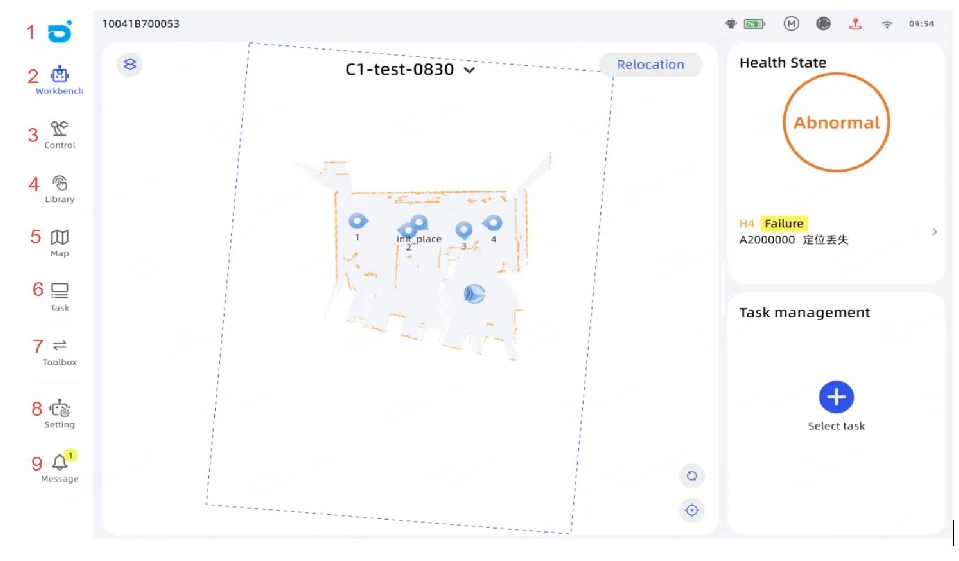 10041B700053
M
09:54
1
2
Workbench
3
Control
4
Library
5
Map
6
Task
7
Toolbox
8
Setting
9
1
Message
C1-test-0830
Relocation
1
init_place
2
3
4
Health State
Abnormal
H4 Failure
A2000000 定位丢失
Task management
Select task